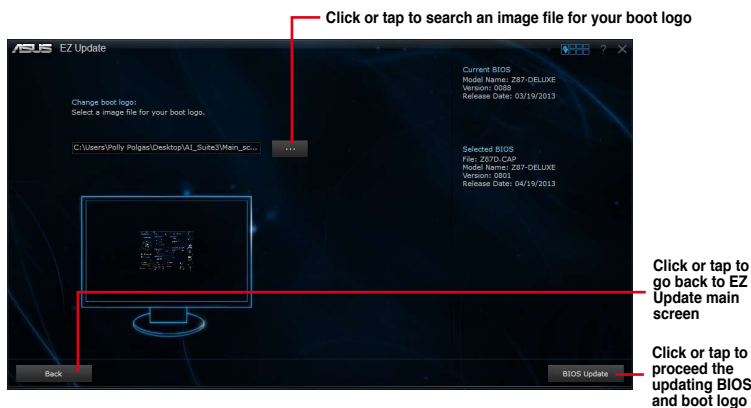 Click or tap to search an image file for your boot logo
ASUS EZ Update
? ×
Current BIOS
Model Name: Z87-DELUXE
Version: 0088
Release Date: 03/19/2013
Change boot logo:
Select a image file for your boot logo.
C:\Users\Polly Polgas\Desktop\AI_Suite3\Main_sc...
...
Selected BIOS
File: Z87D.CAP
Model Name: Z87-DELUXE
Version: 0801
Release Date: 04/19/2013
Click or tap to
go back to EZ
Update main
screen
Back
BIOS Update
Click or tap to
proceed the
updating BIOS
and boot logo